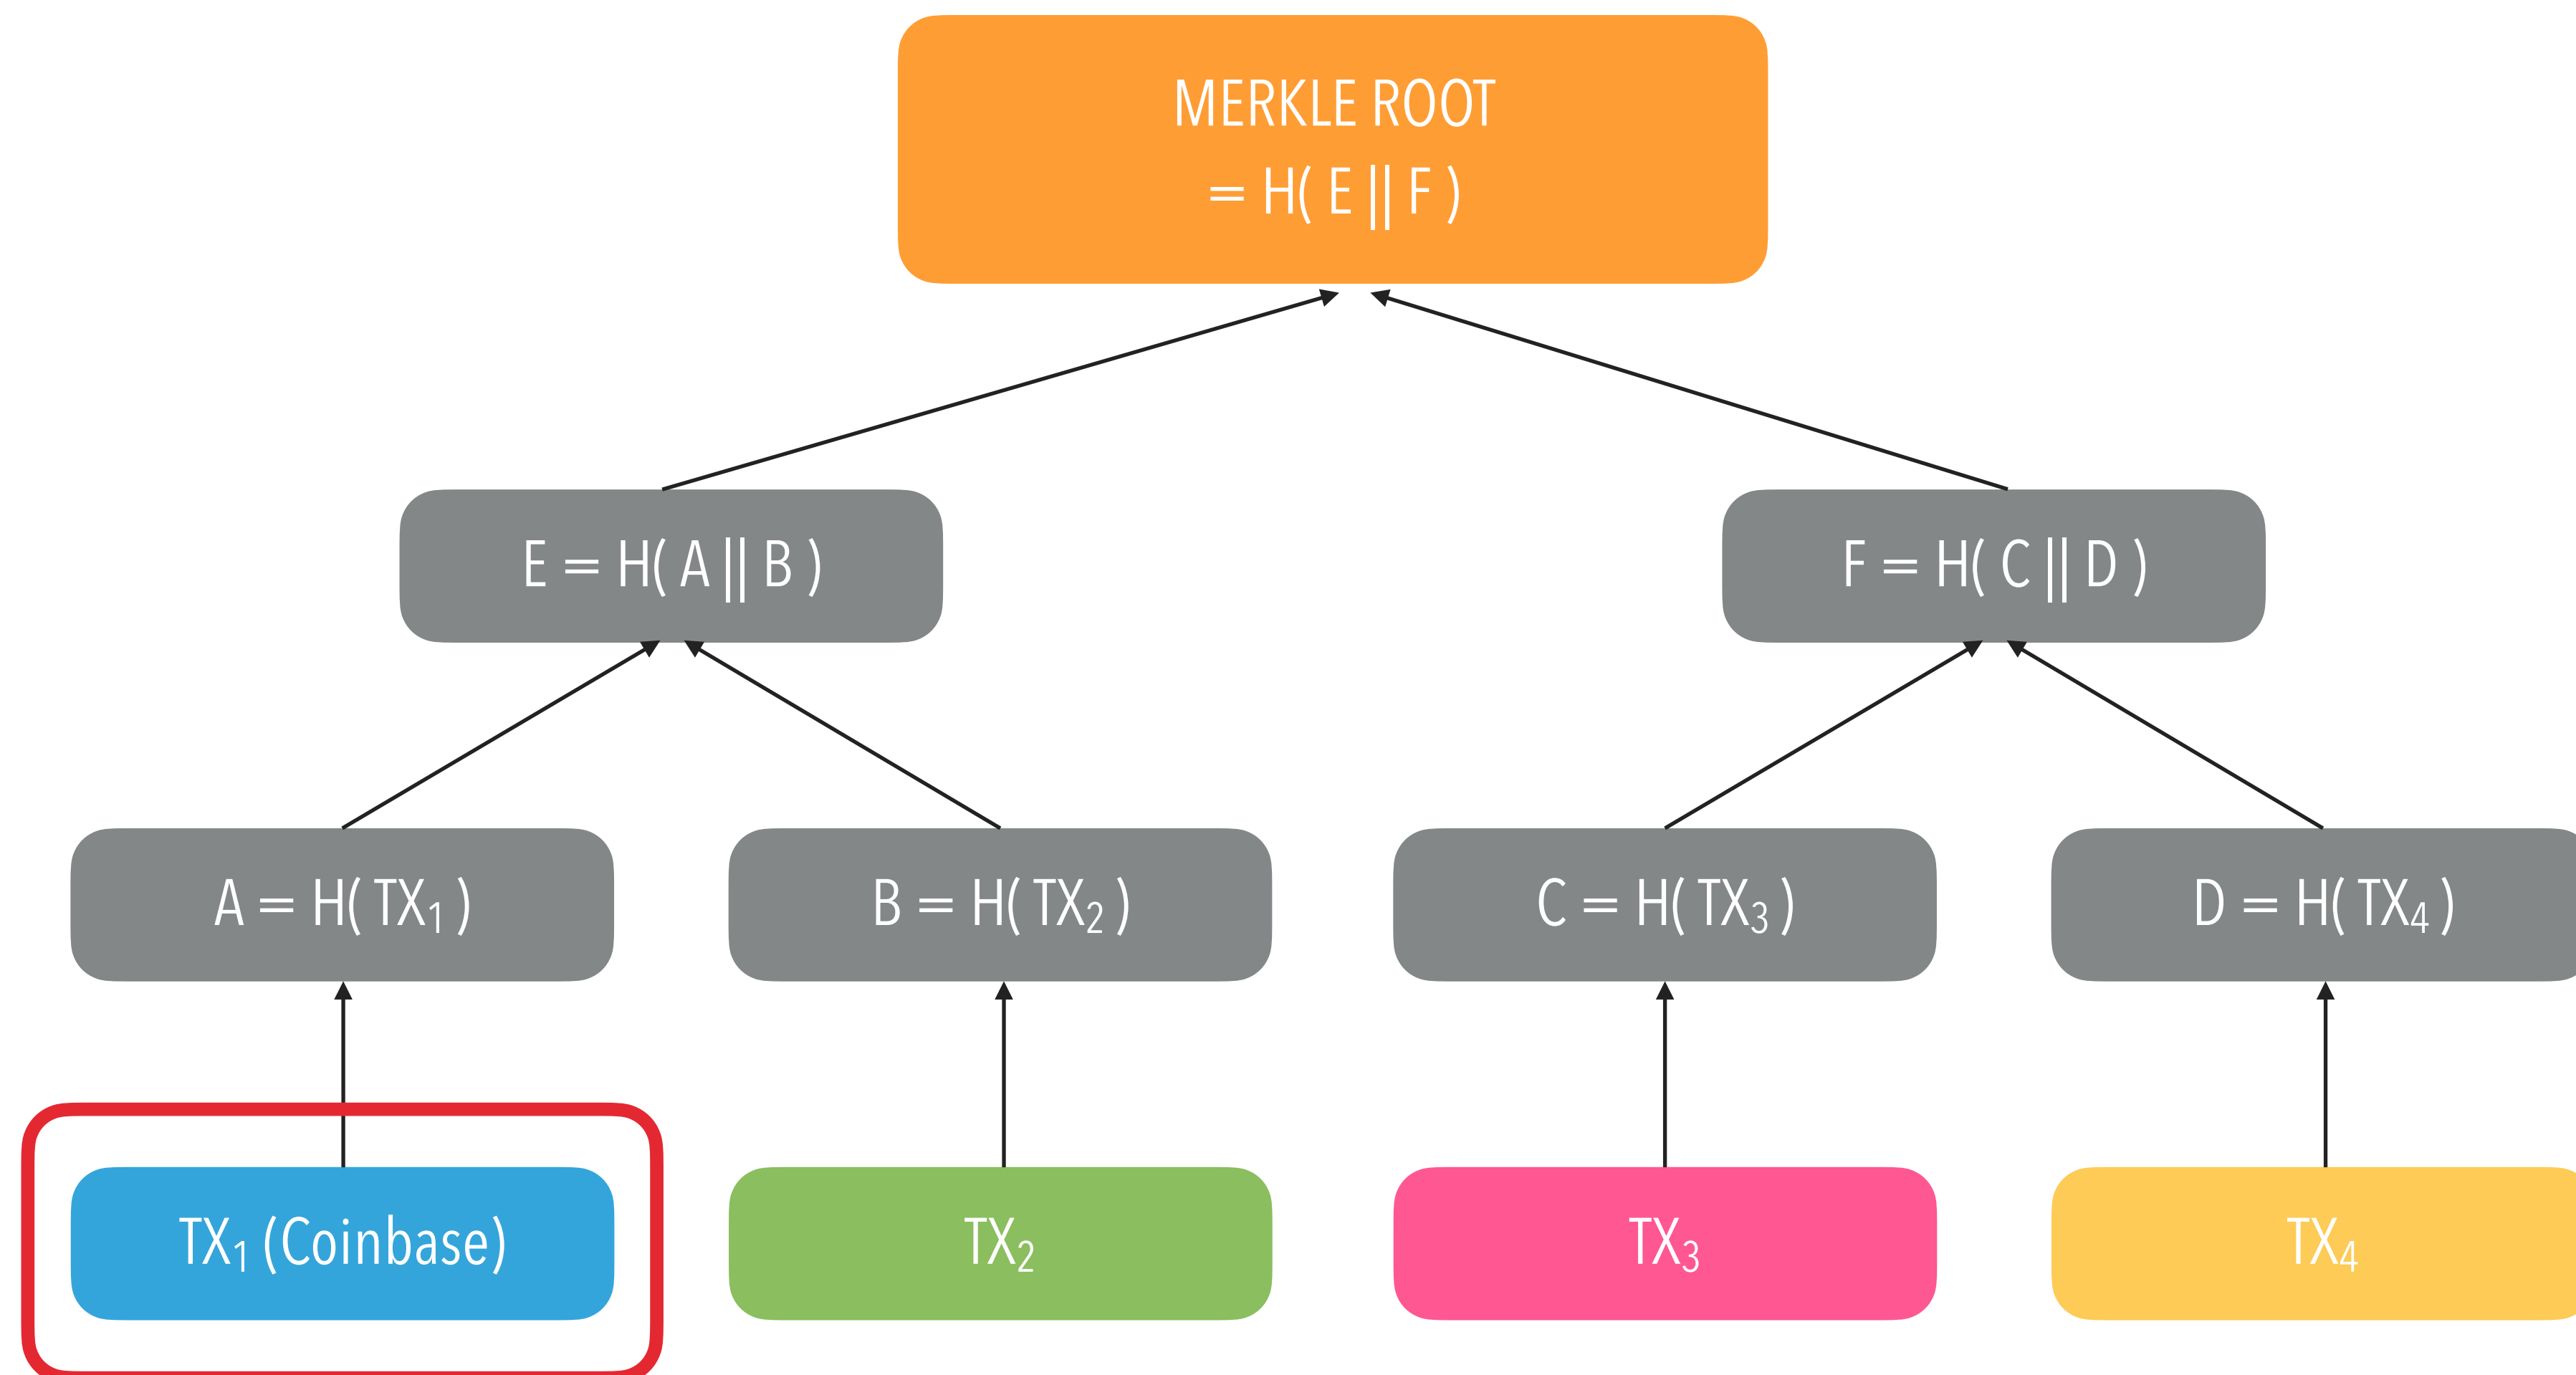 MERKLE ROOT
= H( E || F )
E = H( A || B )
F = H( C || D )
A = H( TX₁ )
B = H( TX₂ )
C = H( TX₃ )
D = H( TX₄ )
TX₁ (Coinbase)
TX₂
TX₃
TX₄